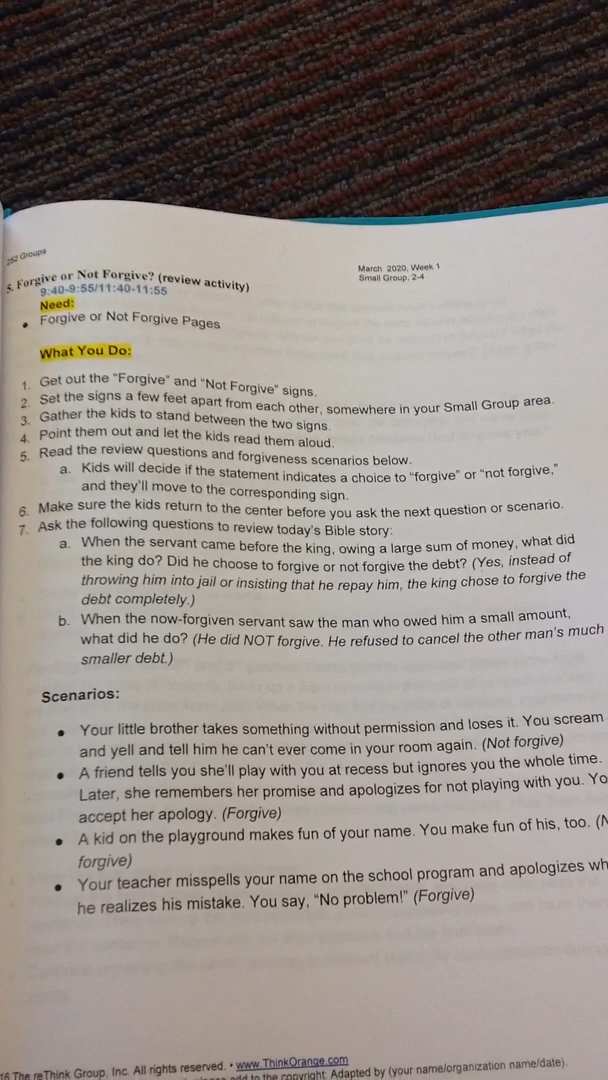 252 Groups
March 2020, Week 1
Small Group, 2-4
5. Forgive or Not Forgive? (review activity)
9:40-9:55/11:40-11:55
Need:
• Forgive or Not Forgive Pages
What You Do:
1. Get out the “Forgive” and “Not Forgive” signs.
2. Set the signs a few feet apart from each other, somewhere in your Small Group area.
3. Gather the kids to stand between the two signs.
4. Point them out and let the kids read them aloud.
5. Read the review questions and forgiveness scenarios below.
a. Kids will decide if the statement indicates a choice to “forgive” or “not forgive,”
and they’ll move to the corresponding sign.
6. Make sure the kids return to the center before you ask the next question or scenario.
7. Ask the following questions to review today’s Bible story:
a. When the servant came before the king, owing a large sum of money, what did
the king do? Did he choose to forgive or not forgive the debt? (Yes, instead of
throwing him into jail or insisting that he repay him, the king chose to forgive the
debt completely.)
b. When the now-forgiven servant saw the man who owed him a small amount,
what did he do? (He did NOT forgive. He refused to cancel the other man’s much
smaller debt.)
Scenarios:
• Your little brother takes something without permission and loses it. You scream
and yell and tell him he can’t ever come in your room again. (Not forgive)
• A friend tells you she’ll play with you at recess but ignores you the whole time.
Later, she remembers her promise and apologizes for not playing with you. Yo
accept her apology. (Forgive)
• A kid on the playground makes fun of your name. You make fun of his, too. (N
forgive)
• Your teacher misspells your name on the school program and apologizes wh
he realizes his mistake. You say, “No problem!” (Forgive)
16 The reThink Group, Inc. All rights reserved. • www.ThinkOrange.com
add to the copyright: Adapted by (your name/organization name/date).